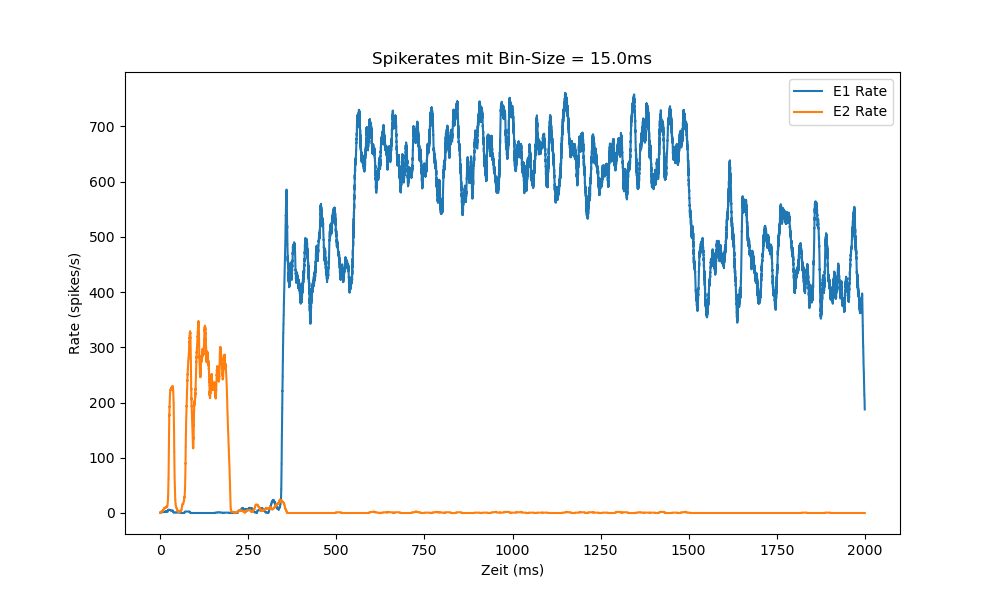 Spikerates mit Bin-Size = 15.0ms
E1 Rate
E2 Rate
Rate (spikes/s)
700
600
500
400
300
200
100
0
0 250 500 750 1000 1250 1500 1750 2000
Zeit (ms)